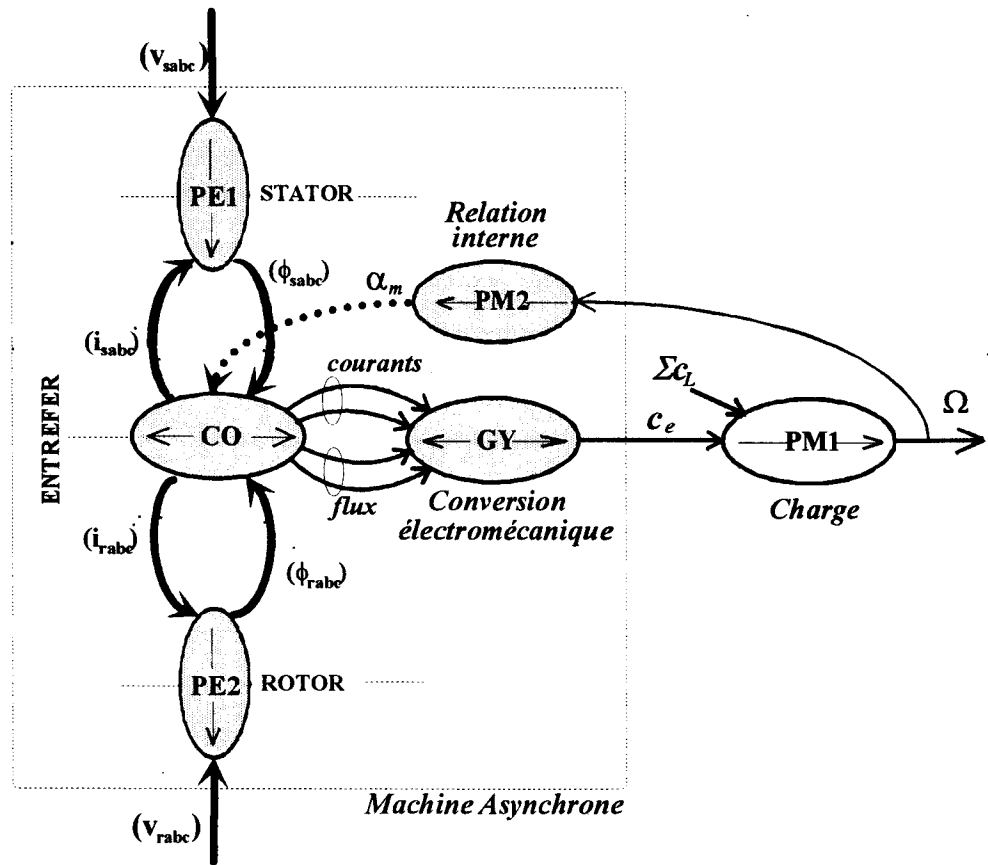 (v_sabc)
PE1 STATOR
Relation
interne
(ϕ_sabc)
α_m
PM2
(i_sabc)
courants
Σc_L
Ω
ENTREFER
CO
GY
c_e
PM1
flux
Conversion
électromécanique
Charge
(i_rabc)
(ϕ_rabc)
PE2 ROTOR
Machine Asynchrone
(v_rabc)